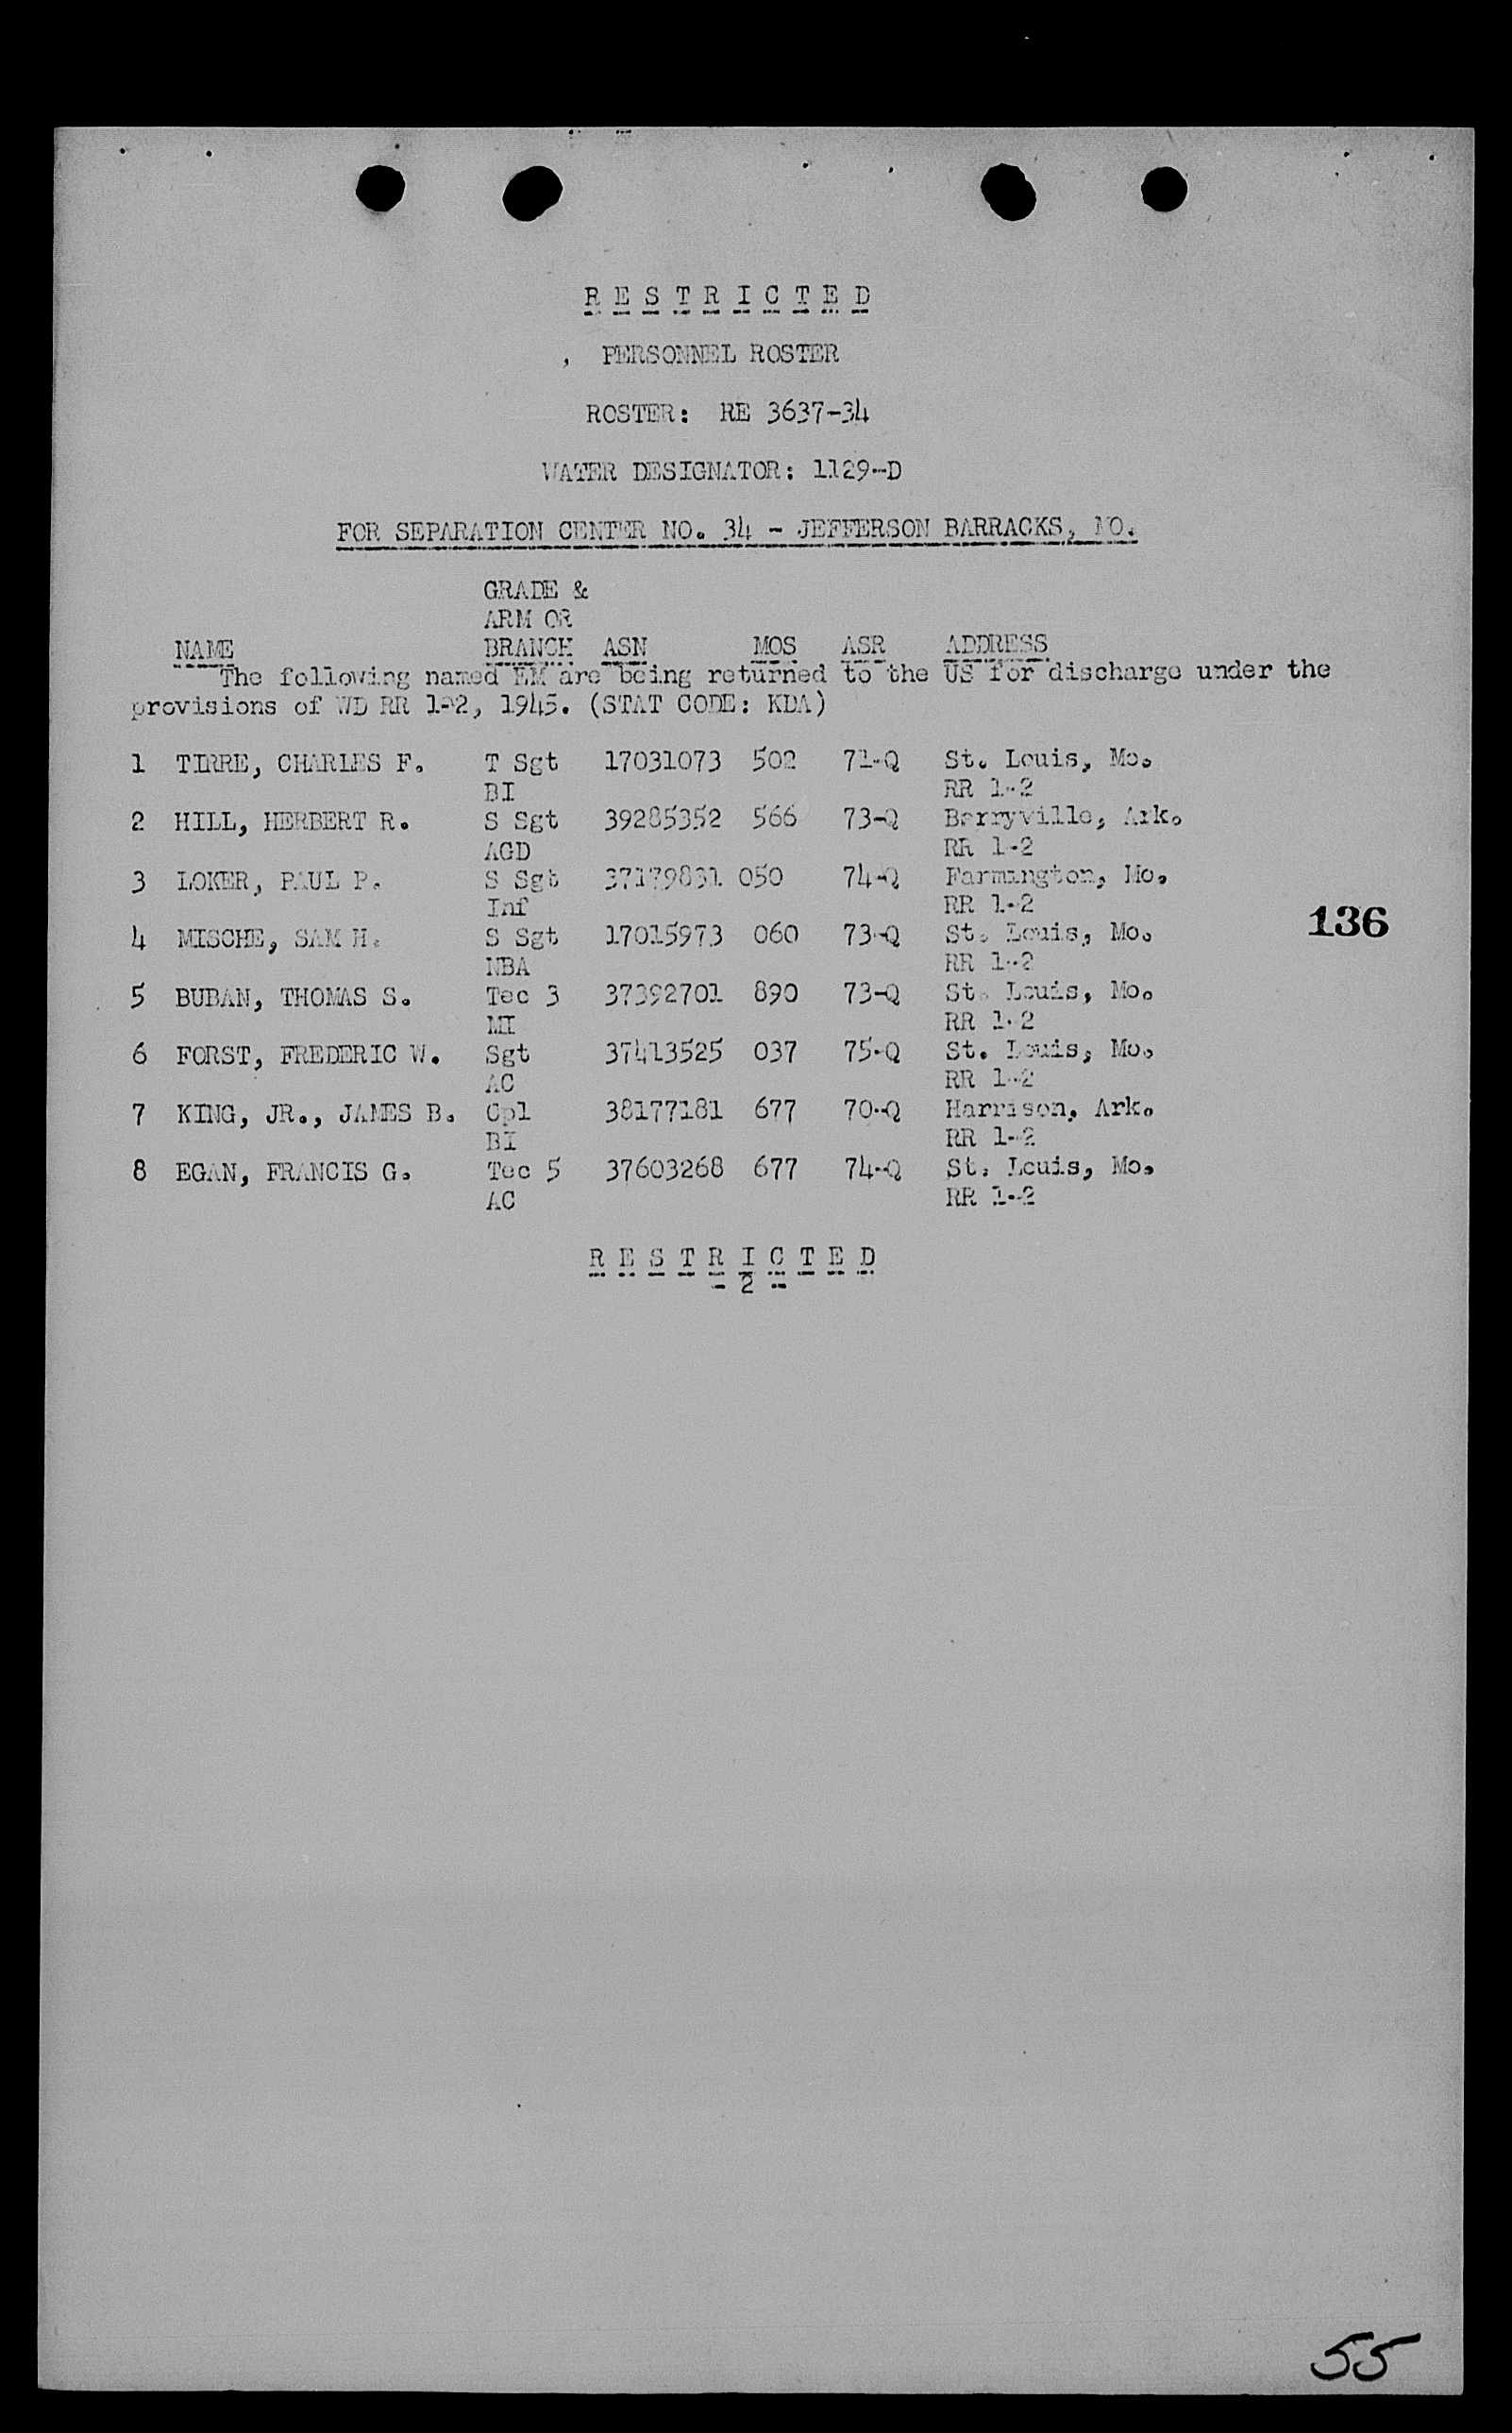 R E S T R I C T E D
, PERSONNEL ROSTER
ROSTER: RE 3637-34
WATER DESIGNATOR: 1129-D
FOR SEPARATION CENTER NO. 34 - JEFFERSON BARRACKS, MO.
GRADE &
ARM OR
NAME BRANCH ASN MOS ASR ADDRESS
The following named EM are being returned to the US for discharge under the
provisions of WD RR 1-2, 1945. (STAT CODE: KDA)
1 TIRRE, CHARLES F. T Sgt 17031073 502 71-Q St. Louis, Mo.
BI RR 1-2
2 HILL, HERBERT R. S Sgt 39285352 566 73-Q Berryville, Ark.
AGD RR 1-2
3 LOKER, PAUL P. S Sgt 37179831 050 74-Q Farmington, Mo.
Inf RR 1-2
136
4 MISCHE, SAM H. S Sgt 17015973 060 73-Q St. Louis, Mo.
NBA RR 1-2
5 BUBAN, THOMAS S. Tec 3 37392701 890 73-Q St. Louis, Mo.
MI RR 1-2
6 FORST, FREDERIC W. Sgt 37413525 037 75-Q St. Louis, Mo.
AC RR 1-2
7 KING, JR., JAMES B. Cpl 38177181 677 70-Q Harrison, Ark.
BI RR 1-2
8 EGAN, FRANCIS G. Tec 5 37603268 677 74-Q St. Louis, Mo.
AC RR 1-2
R E S T R I C T E D
- 2 -
55